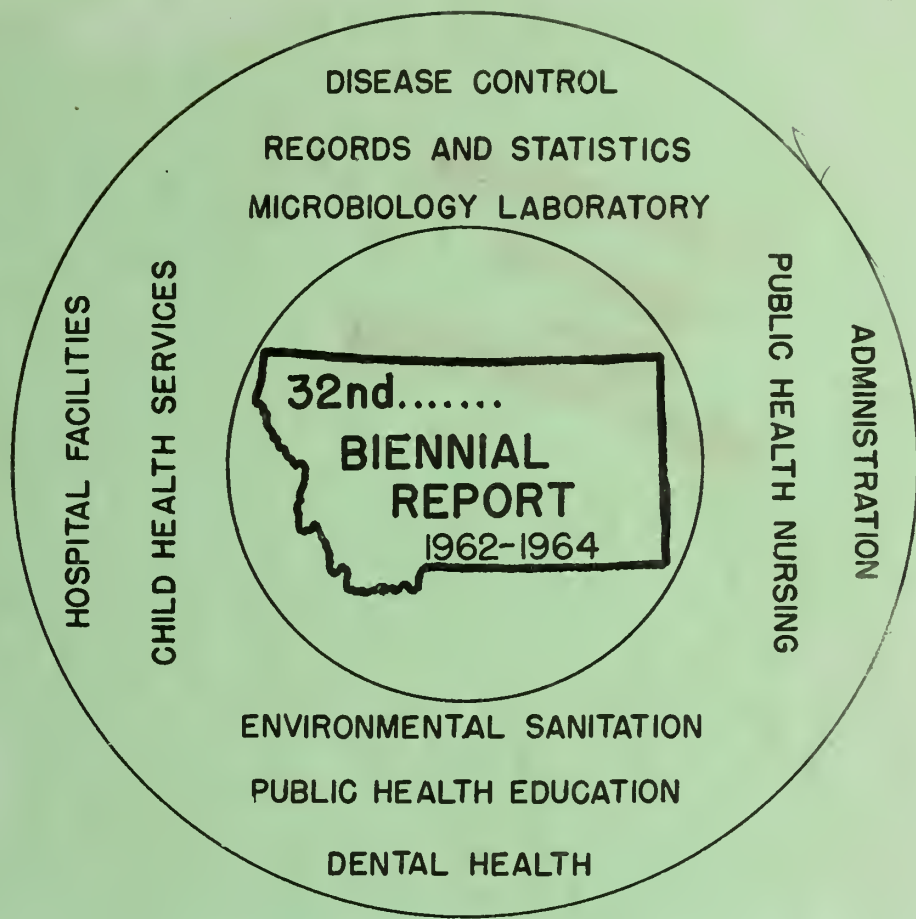 DISEASE CONTROL
RECORDS AND STATISTICS
MICROBIOLOGY LABORATORY
HOSPITAL FACILITIES
CHILD HEALTH SERVICES
32nd.......
BIENNIAL
REPORT
1962-1964
PUBLIC HEALTH NURSING
ADMINISTRATION
ENVIRONMENTAL SANITATION
PUBLIC HEALTH EDUCATION
DENTAL HEALTH